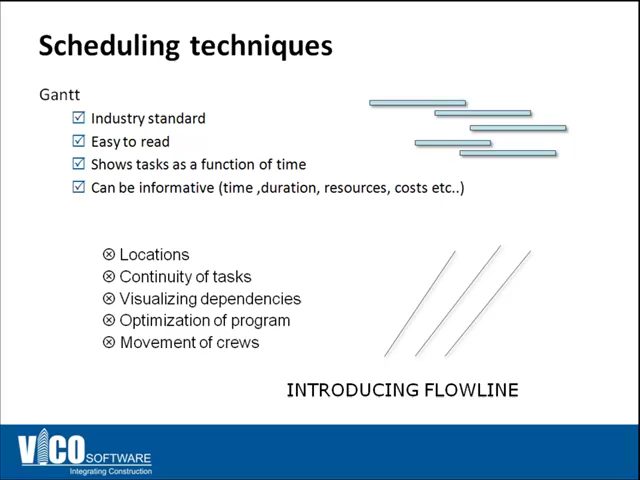 Scheduling techniques
Gantt
Industry standard
Easy to read
Shows tasks as a function of time
Can be informative (time ,duration, resources, costs etc..)
Locations
Continuity of tasks
Visualizing dependencies
Optimization of program
Movement of crews
INTRODUCING FLOWLINE
VICO SOFTWARE
Integrating Construction